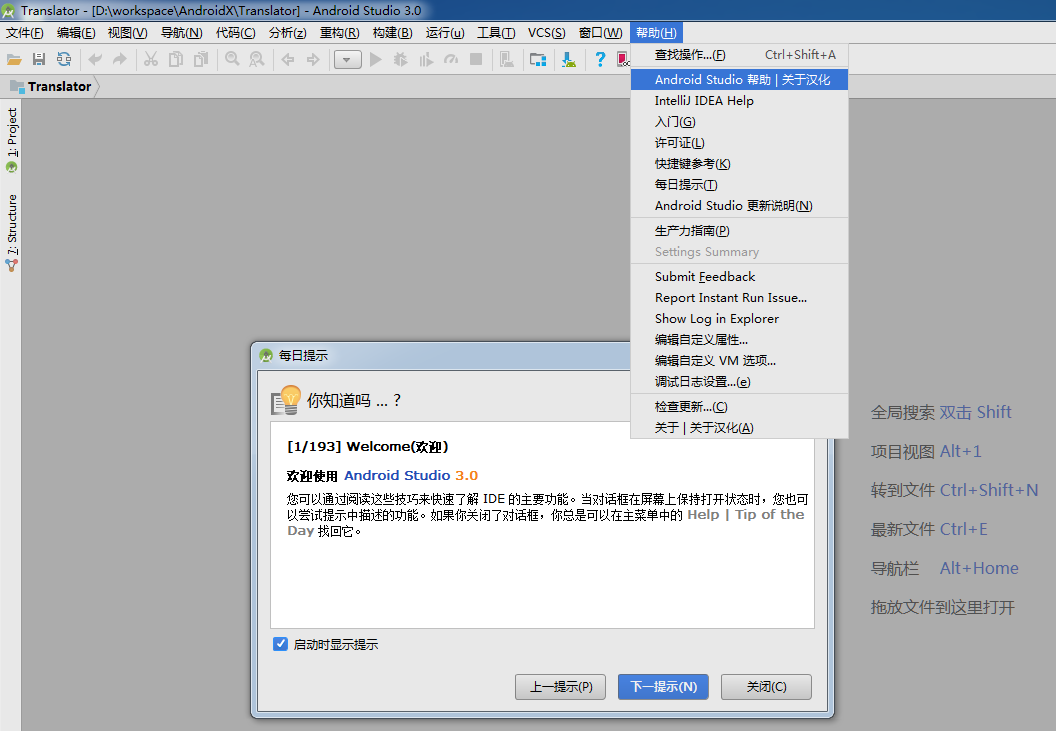 Translator - [D:\workspace\AndroidX\Translator] - Android Studio 3.0
文件(F) 编辑(E) 视图(V) 导航(N) 代码(C) 分析(z) 重构(R) 构建(B) 运行(u) 工具(T) VCS(S) 窗口(W) 帮助(H)
Translator
1: Project
7: Structure
查找操作...(F) Ctrl+Shift+A
Android Studio 帮助 | 关于汉化
IntelliJ IDEA Help
入门(G)
许可证(L)
快捷键参考(K)
每日提示(T)
Android Studio 更新说明(N)
生产力指南(P)
Settings Summary
Submit Feedback
Report Instant Run Issue...
Show Log in Explorer
编辑自定义属性...
编辑自定义 VM 选项...
调试日志设置...(e)
检查更新...(C)
关于 | 关于汉化(A)
每日提示
你知道吗 ... ?
[1/193] Welcome(欢迎)
欢迎使用 Android Studio 3.0
您可以通过阅读这些技巧来快速了解 IDE 的主要功能。当对话框在屏幕上保持打开状态时，您也可
以尝试提示中描述的功能。如果你关闭了对话框，你总是可以在主菜单中的 Help | Tip of the
Day 找回它。
启动时显示提示
上一提示(P) 下一提示(N) 关闭(C)
全局搜索 双击 Shift
项目视图 Alt+1
转到文件 Ctrl+Shift+N
最新文件 Ctrl+E
导航栏 Alt+Home
拖放文件到这里打开